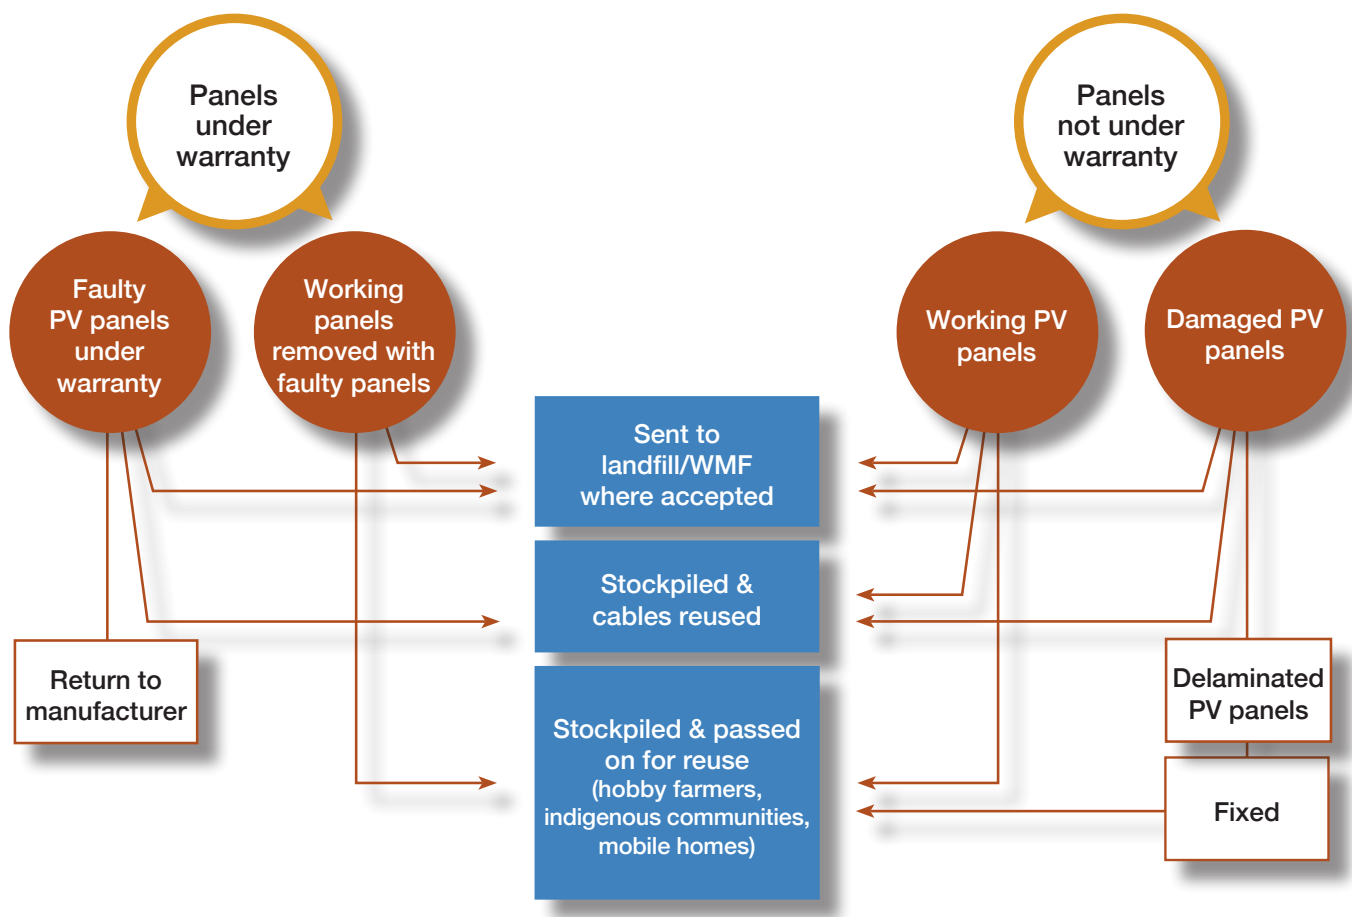 Panels
under
warranty
Panels
not under
warranty
Faulty
PV panels
under
warranty
Working
panels
removed with
faulty panels
Working PV
panels
Damaged PV
panels
Sent to
landfill/WMF
where accepted
Stockpiled &
cables reused
Return to
manufacturer
Delaminated
PV panels
Stockpiled & passed
on for reuse
(hobby farmers,
indigenous communities,
mobile homes)
Fixed